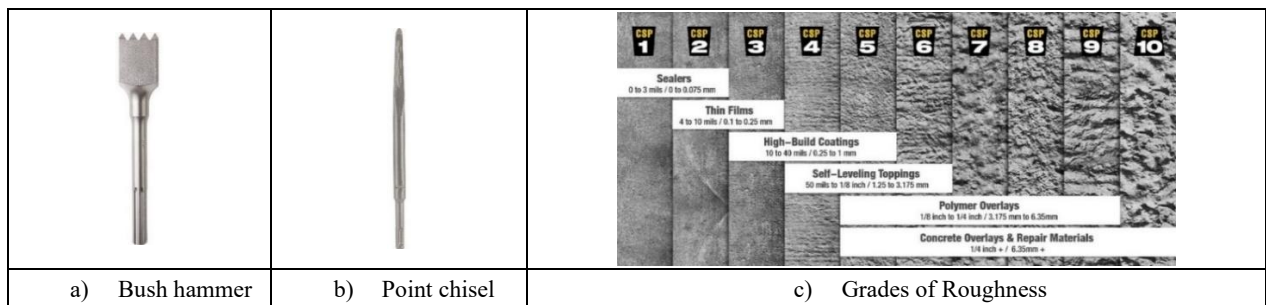 CSP 1 CSP 2 CSP 3 CSP 4 CSP 5 CSP 6 CSP 7 CSP 8 CSP 9 CSP 10
Sealers
0 to 3 mils / 0 to 0.075 mm
Thin Films
4 to 10 mils / 0.1 to 0.25 mm
High-Build Coatings
10 to 40 mils / 0.25 to 1 mm
Self-Leveling Toppings
50 mils to 1/8 inch / 1.25 to 3.175 mm
Polymer Overlays
1/8 inch to 1/4 inch / 3.175 mm to 6.35mm
Concrete Overlays & Repair Materials
1/4 inch + / 6.35mm +
a) Bush hammer
b) Point chisel
c) Grades of Roughness